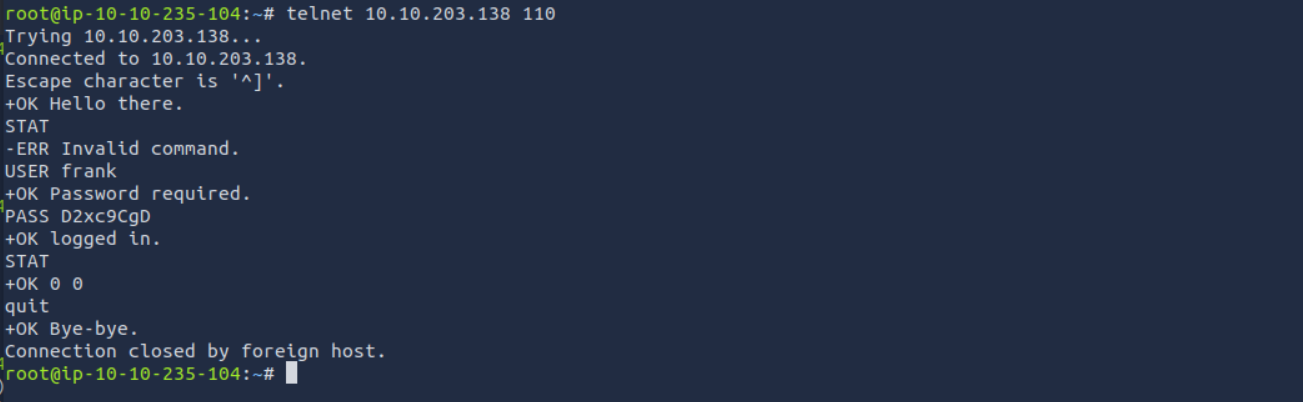 root@ip-10-10-235-104:~# telnet 10.10.203.138 110
Trying 10.10.203.138...
Connected to 10.10.203.138.
Escape character is '^]'.
+OK Hello there.
STAT
-ERR Invalid command.
USER frank
+OK Password required.
PASS D2xc9CgD
+OK logged in.
STAT
+OK 0 0
quit
+OK Bye-bye.
Connection closed by foreign host.
root@ip-10-10-235-104:~#